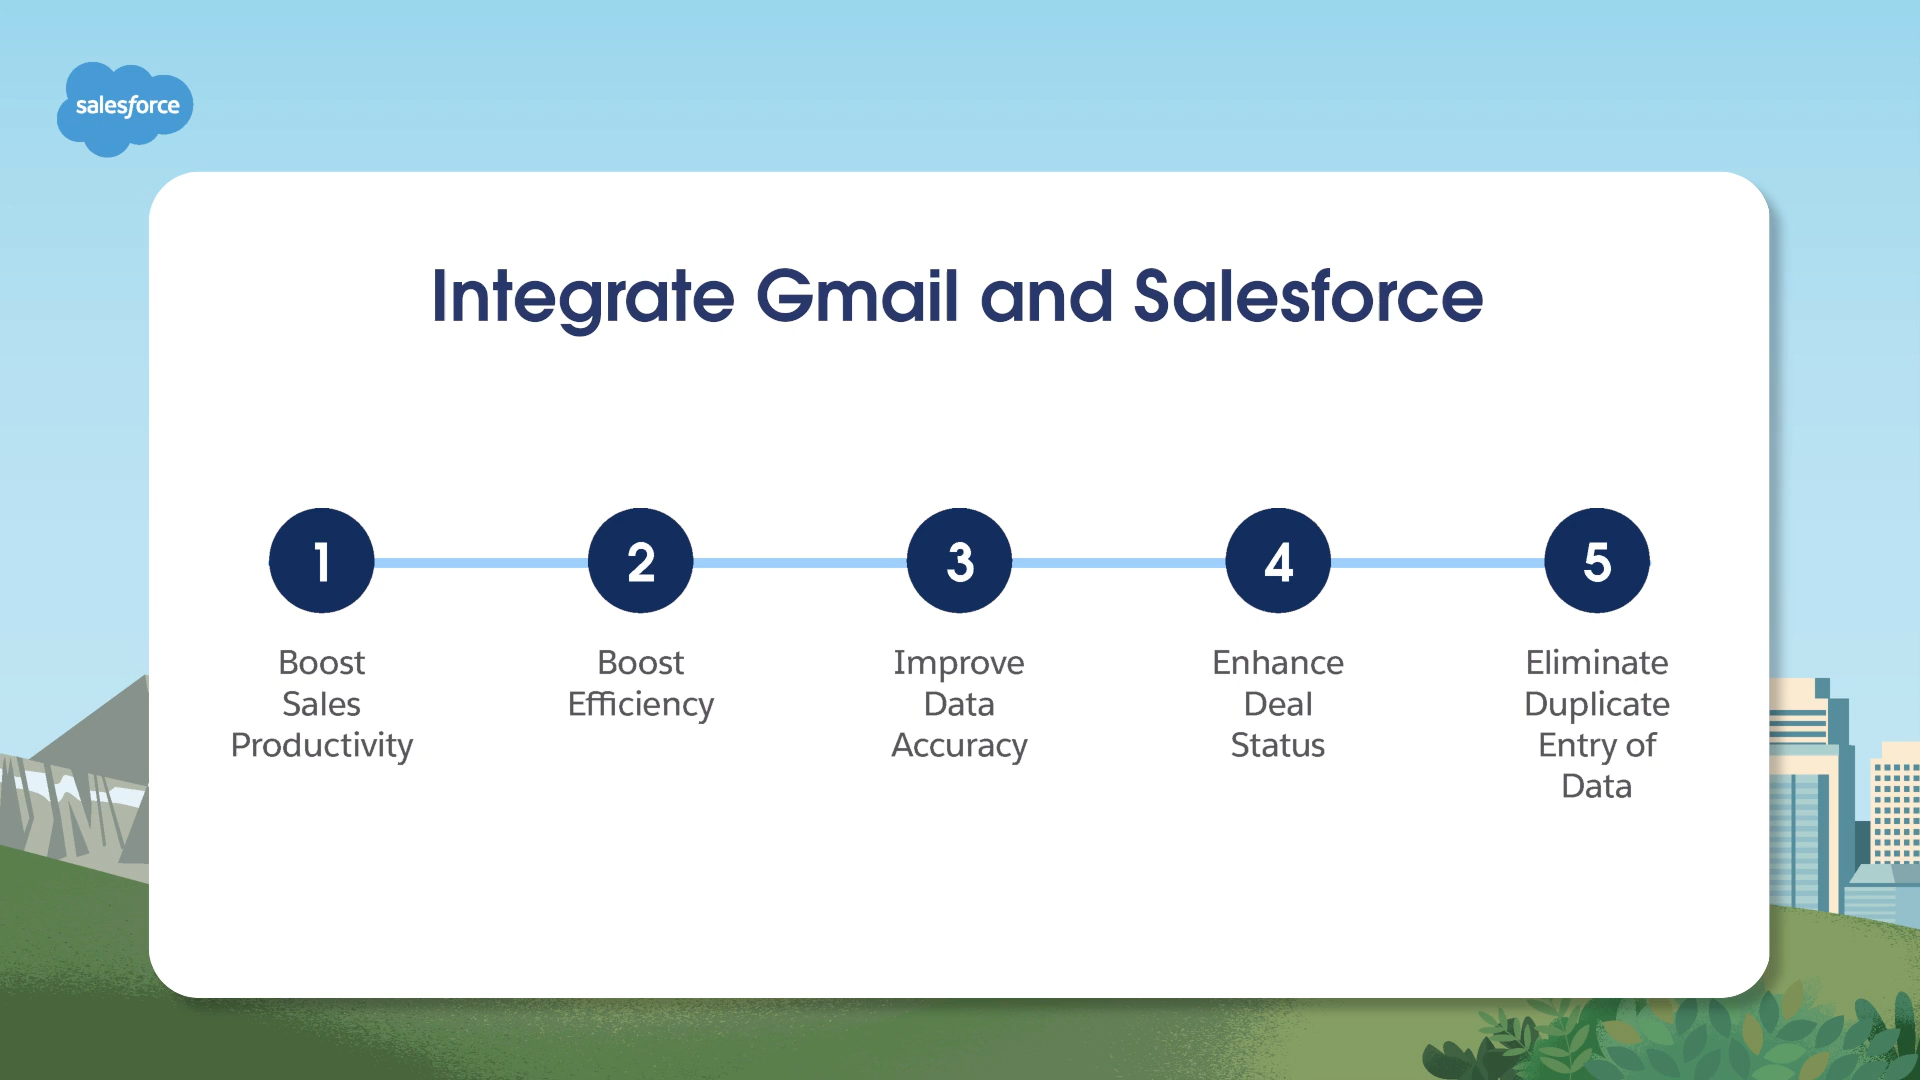 salesforce
Integrate Gmail and Salesforce
1
Boost
Sales
Productivity
2
Boost
Efficiency
3
Improve
Data
Accuracy
4
Enhance
Deal
Status
5
Eliminate
Duplicate
Entry of
Data